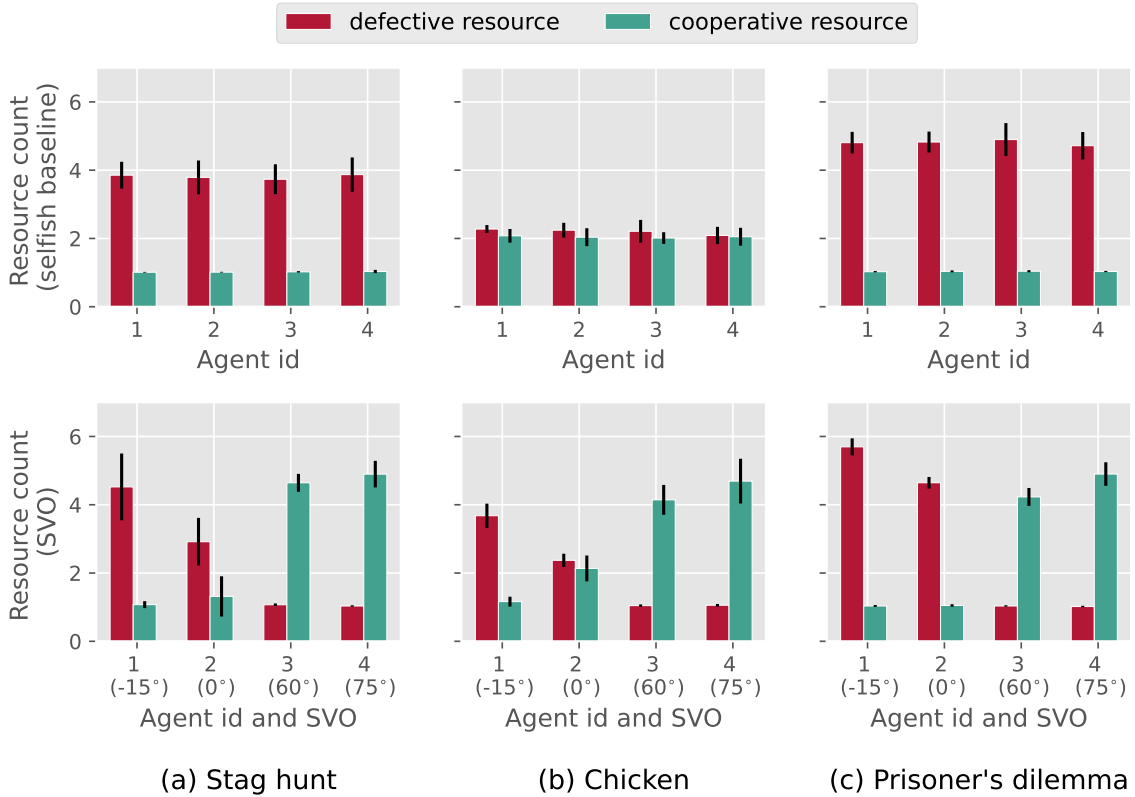 defective resource cooperative resource
Resource count
(selfish baseline)
6
4
2
0
1 2 3 4
Agent id
1 2 3 4
Agent id
1 2 3 4
Agent id
Resource count
(SVO)
6
4
2
0
1 2 3 4
(-15°) (0°) (60°) (75°)
Agent id and SVO
1 2 3 4
(-15°) (0°) (60°) (75°)
Agent id and SVO
1 2 3 4
(-15°) (0°) (60°) (75°)
Agent id and SVO
(a) Stag hunt
(b) Chicken
(c) Prisoner's dilemma